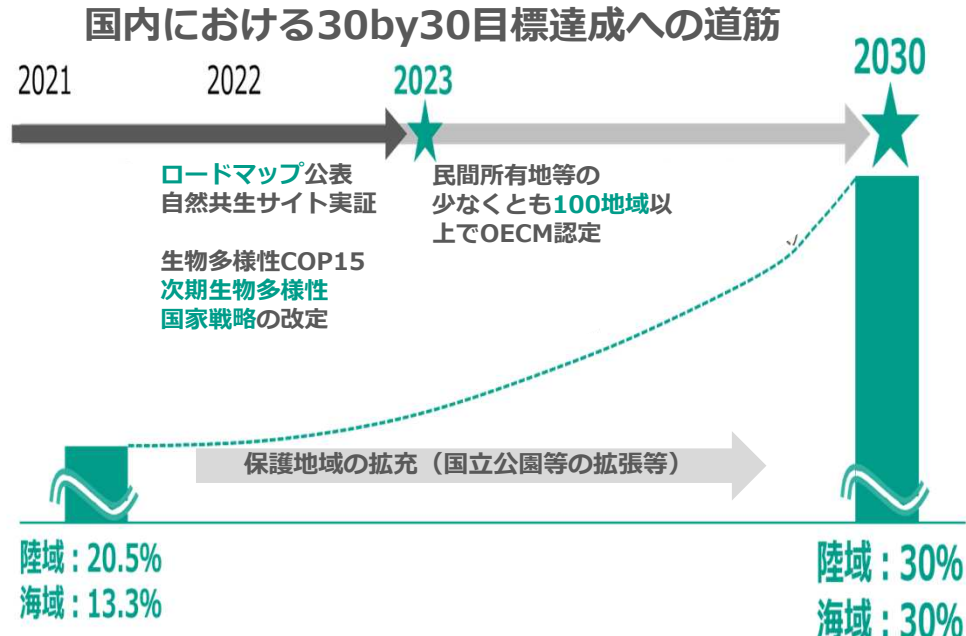 国内における30by30目標達成への道筋
2021
2022
2023
2030
ロードマップ公表
自然共生サイト実証
生物多様性COP15
次期生物多様性
国家戦略の改定
民間所有地等の
少なくとも100地域以
上でOECM認定
保護地域の拡充（国立公園等の拡張等）
陸域：20.5%
海域：13.3%
陸域：30%
海域：30%